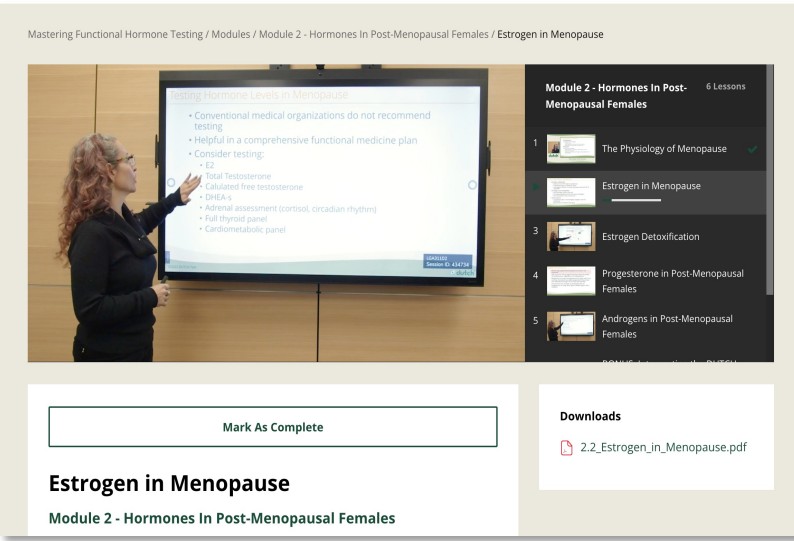 Mastering Functional Hormone Testing / Modules / Module 2 - Hormones In Post-Menopausal Females / Estrogen in Menopause
Testing Hormone Levels in Menopause
• Conventional medical organizations do not recommend
testing
• Helpful in a comprehensive functional medicine plan
• Consider testing:
• E2
• Total Testosterone
• Calulated free testosterone
• DHEA-s
• Adrenal assessment (cortisol, circadian rhythm)
• Full thyroid panel
• Cardiometabolic panel
Session ID: 434734
dutch
Module 2 - Hormones In Post-
Menopausal Females
6 Lessons
1
The Physiology of Menopause
Estrogen in Menopause
3
Estrogen Detoxification
4
Progesterone in Post-Menopausal
Females
5
Androgens in Post-Menopausal
Females
Mark As Complete
Estrogen in Menopause
Module 2 - Hormones In Post-Menopausal Females
Downloads
2.2_Estrogen_in_Menopause.pdf